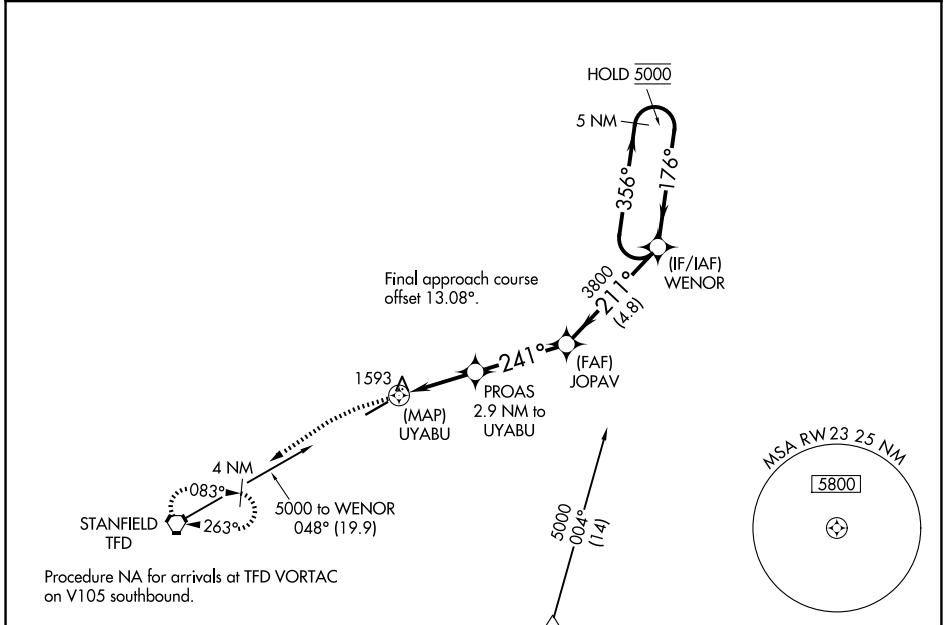 HOLD 5000
5 NM
356°
176°
(IF/IAF)
WENOR
Final approach course
offset 13.08°.
3800
211°
(4.8)
241°
(FAF)
JOPAV
1593
PROAS
2.9 NM to
UYABU
(MAP)
UYABU
MSA RW23 25 NM
5800
4 NM
083°
263°
5000 to WENOR
048° (19.9)
STANFIELD
TFD
5000
004°
(14)
Procedure NA for arrivals at TFD VORTAC
on V105 southbound.